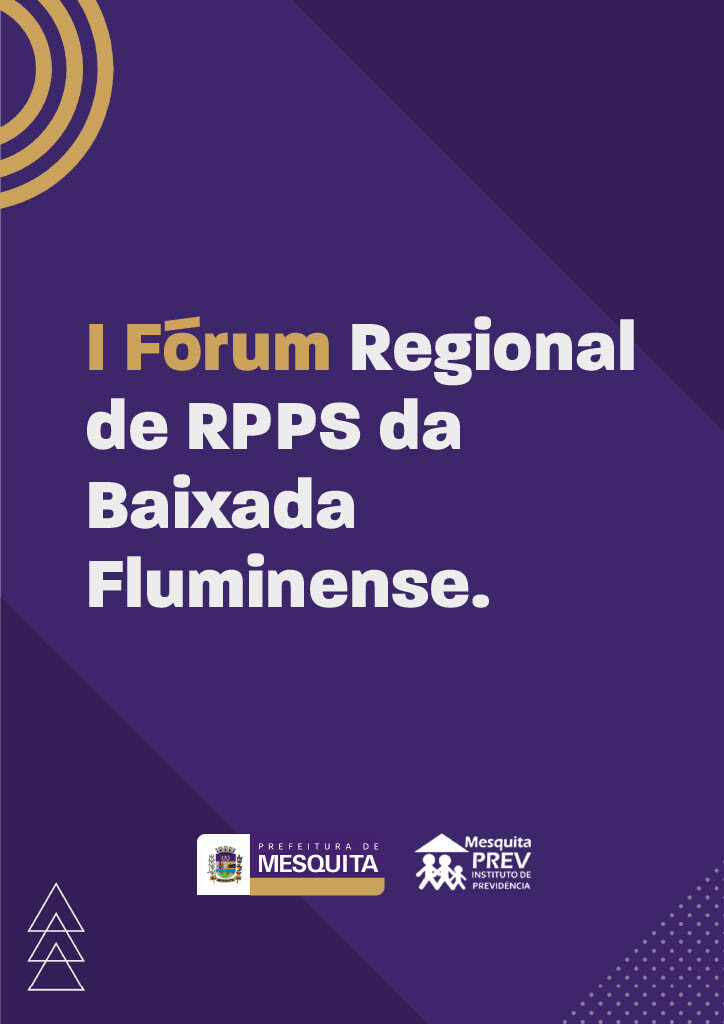 I Fórum Regional
de RPPS da
Baixada
Fluminense.
PREFEITURA DE
MESQUITA
Mesquita
PREV
INSTITUTO DE
PREVIDÊNCIA